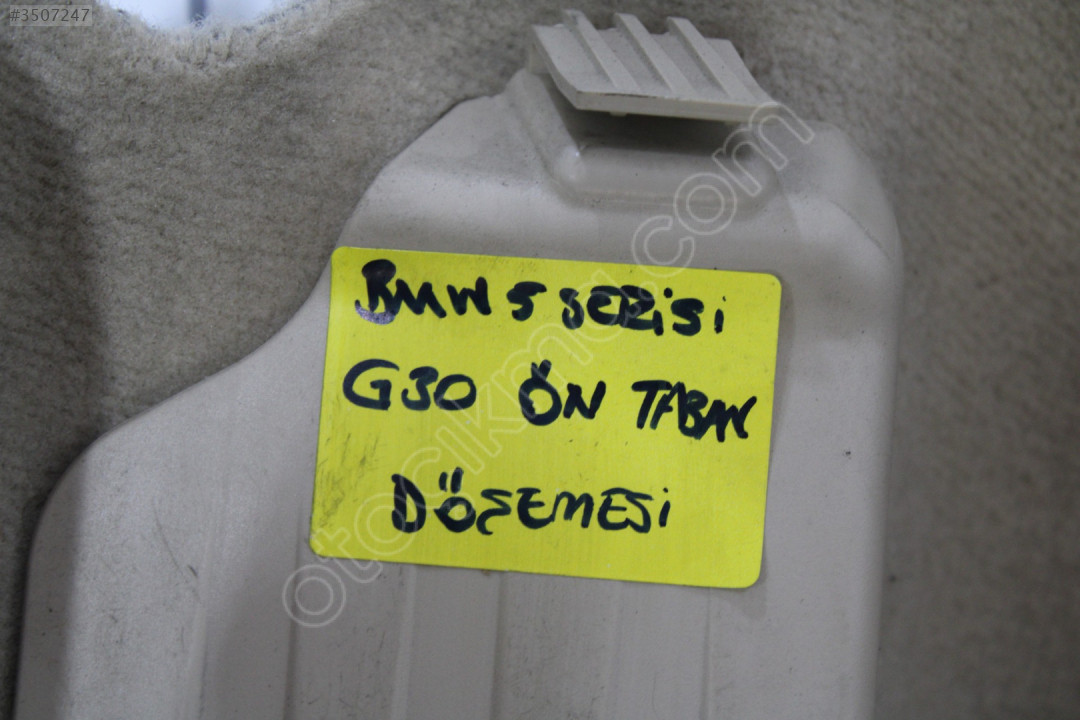 #3507247
BMW 5 SERİSİ
G30 ÖN TABAN
DÖŞEMESİ
otocikma.com